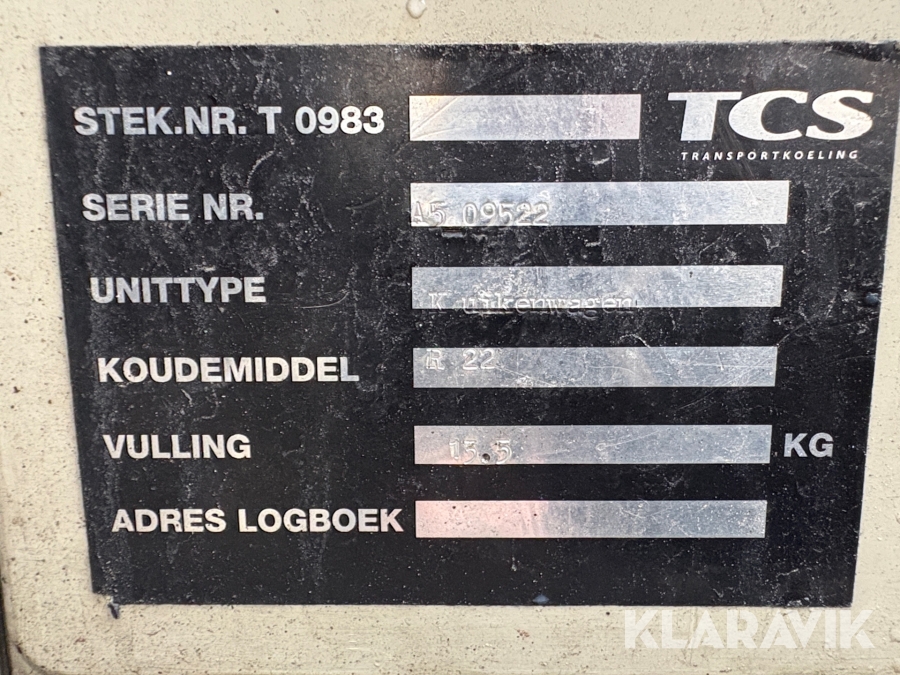 STEK.NR. T 0983
TCS
TRANSPORTKOELING
SERIE NR. A5 09522
UNITTYPE Kuikenwagen
KOUDEMIDDEL R 22
VULLING 13.5 KG
ADRES LOGBOEK
KLARAVIK